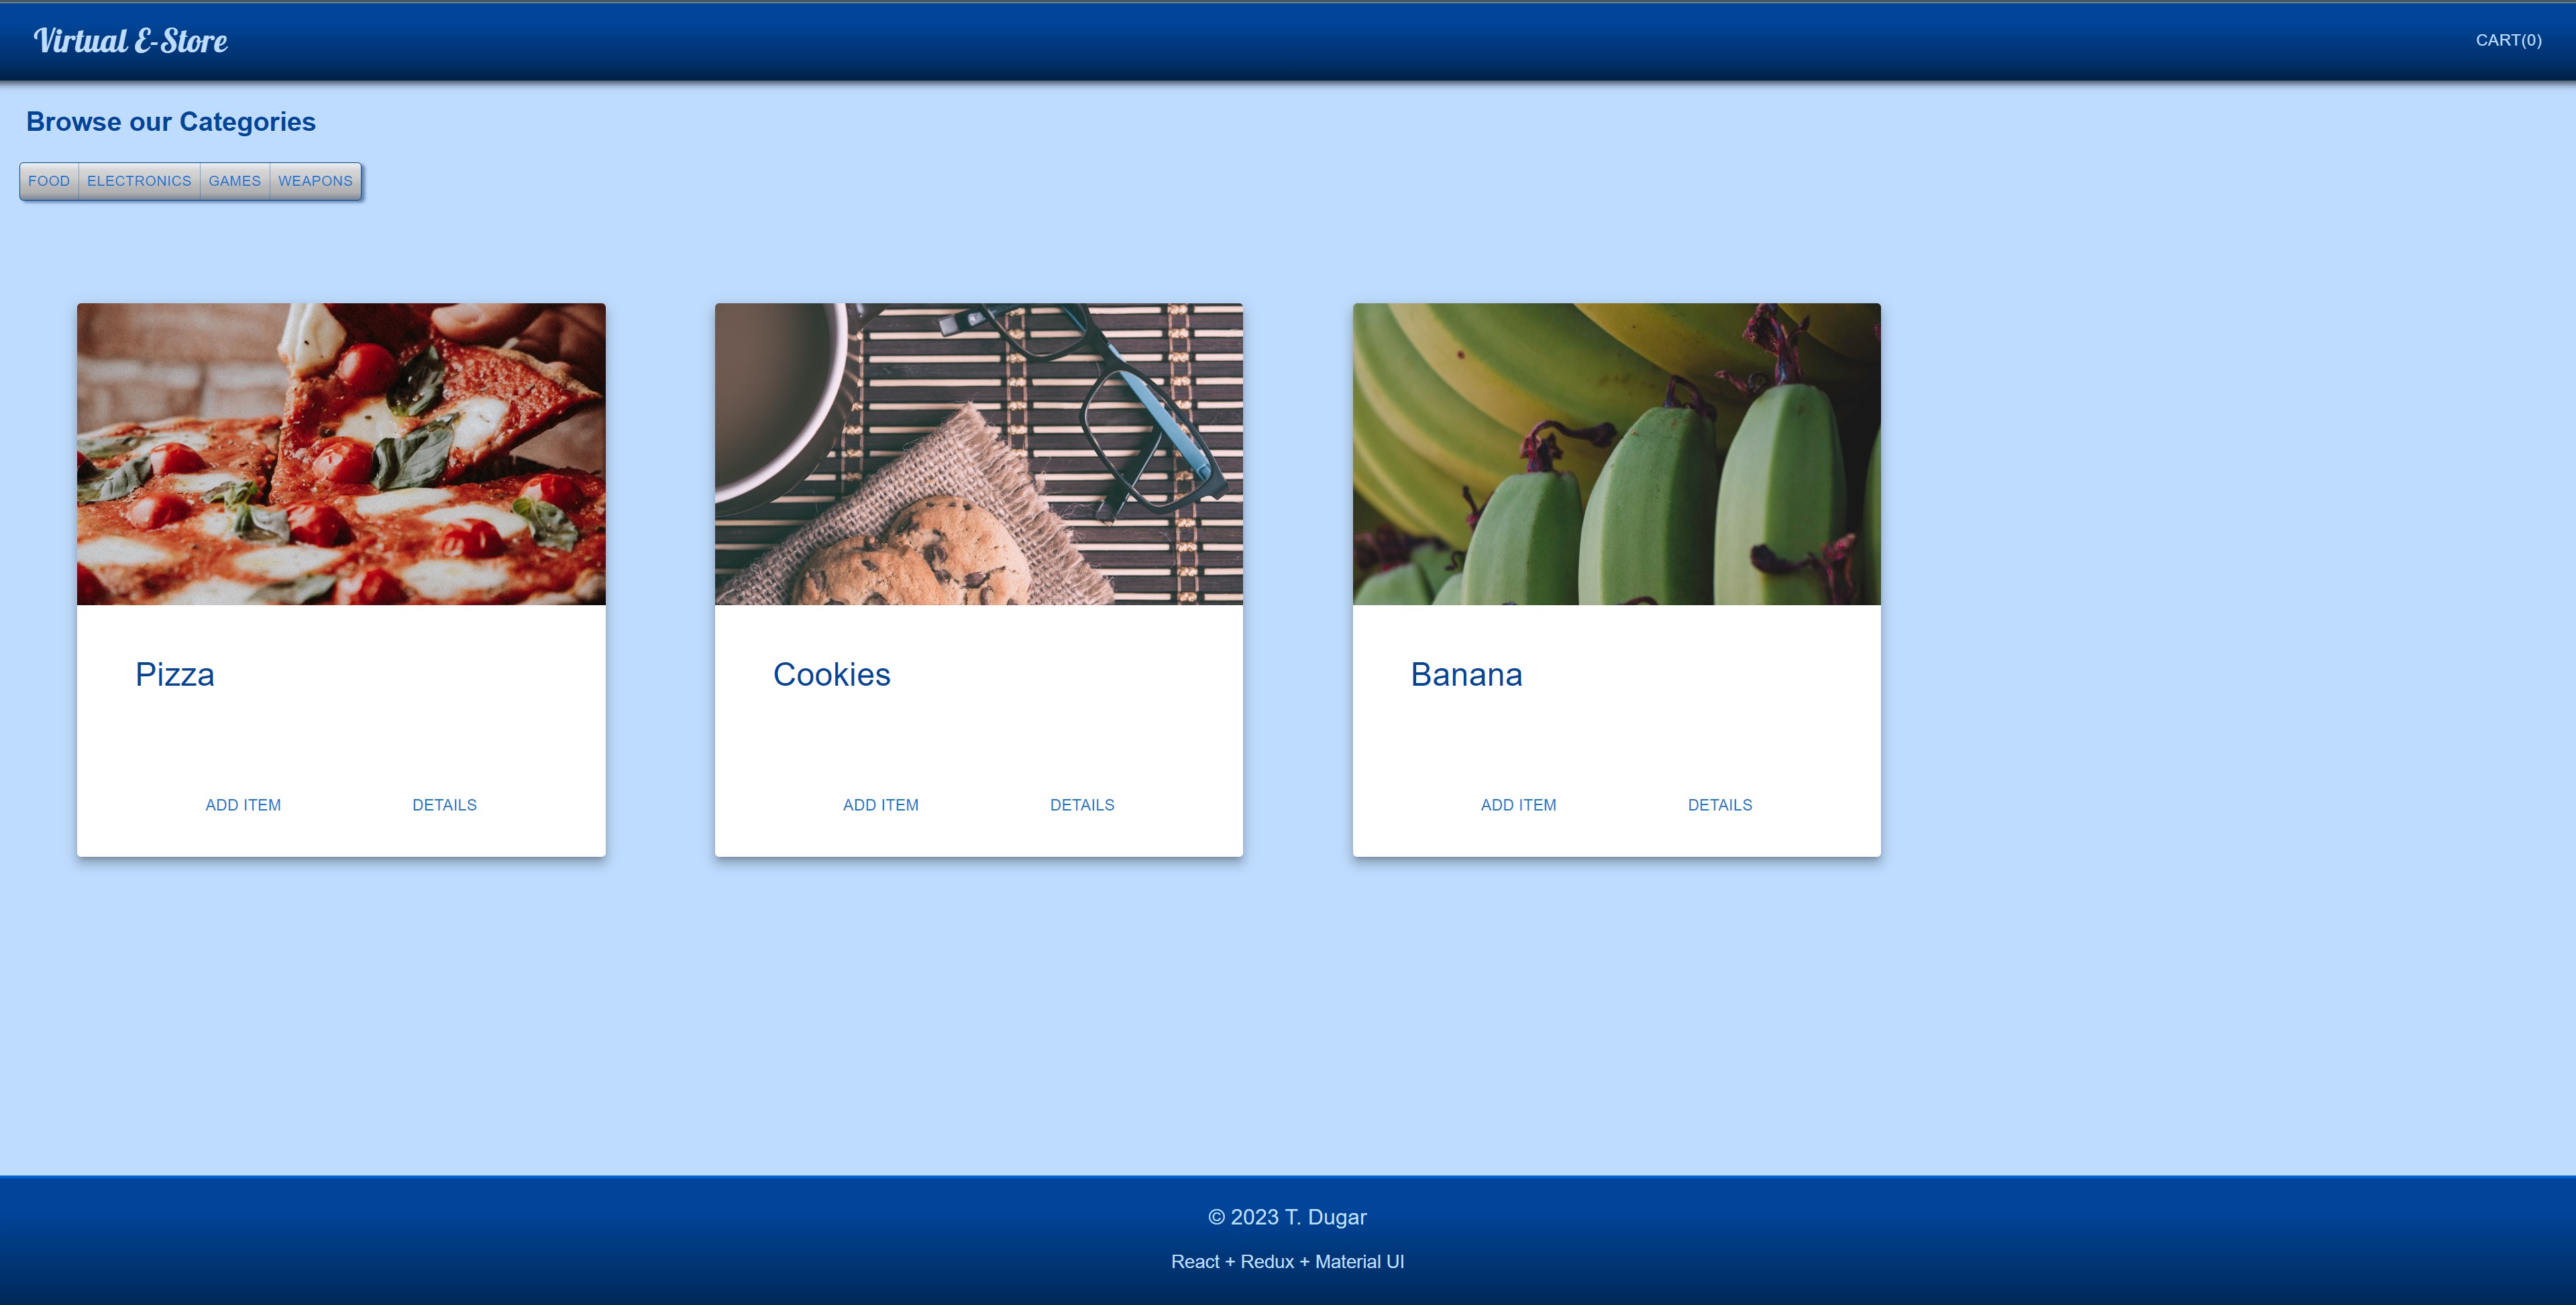 Virtual E-Store
CART(0)
Browse our Categories
FOOD ELECTRONICS GAMES WEAPONS
Pizza
ADD ITEM DETAILS
Cookies
ADD ITEM DETAILS
Banana
ADD ITEM DETAILS
© 2023 T. Dugar
React + Redux + Material UI